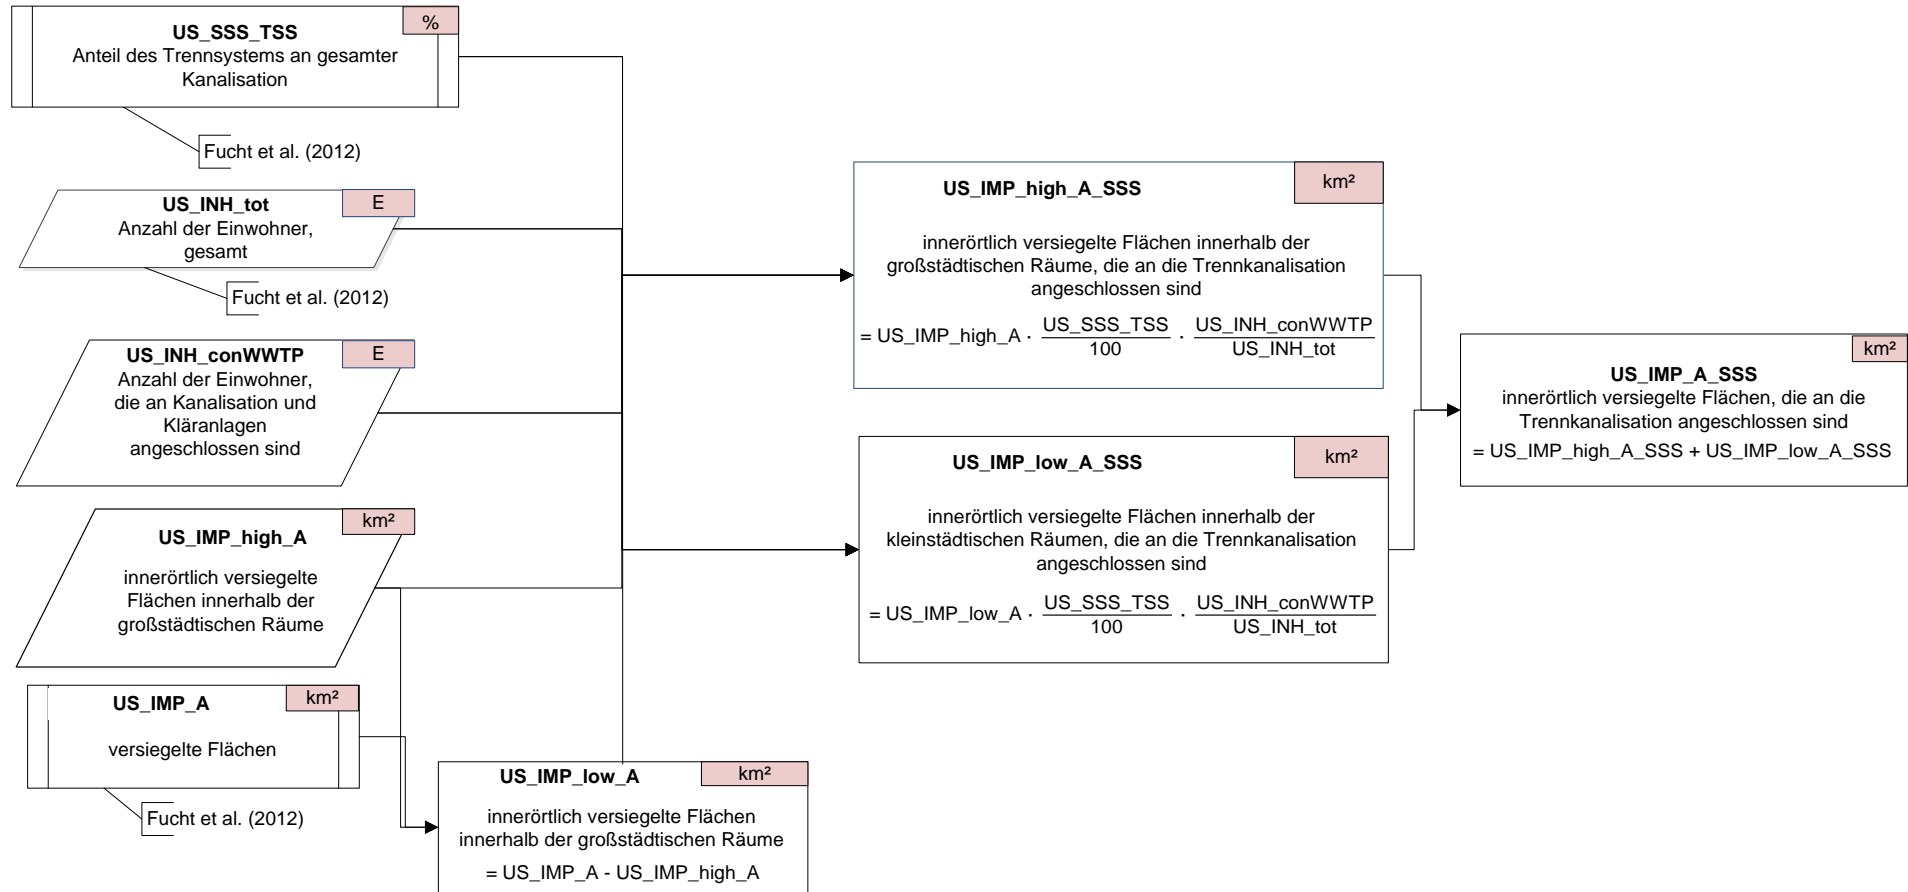 %
US_SSS_TSS
Anteil des Trennsystems an gesamter
Kanalisation
Fucht et al. (2012)
E
US_INH_tot
Anzahl der Einwohner,
gesamt
Fucht et al. (2012)
E
US_INH_conWWTP
Anzahl der Einwohner,
die an Kanalisation und
Kläranlagen
angeschlossen sind
km²
US_IMP_high_A
innerörtlich versiegelte
Flächen innerhalb der
großstädtischen Räume
km²
US_IMP_A
versiegelte Flächen
Fucht et al. (2012)
km²
US_IMP_low_A
innerörtlich versiegelte Flächen
innerhalb der großstädtischen Räume
= US_IMP_A - US_IMP_high_A
km²
US_IMP_high_A_SSS
innerörtlich versiegelte Flächen innerhalb der
großstädtischen Räume, die an die Trennkanalisation
angeschlossen sind
= US_IMP_high_A · US_SSS_TSS / 100 · US_INH_conWWTP / US_INH_tot
km²
US_IMP_low_A_SSS
innerörtlich versiegelte Flächen innerhalb der
kleinstädtischen Räumen, die an die Trennkanalisation
angeschlossen sind
= US_IMP_low_A · US_SSS_TSS / 100 · US_INH_conWWTP / US_INH_tot
km²
US_IMP_A_SSS
innerörtlich versiegelte Flächen, die an die
Trennkanalisation angeschlossen sind
= US_IMP_high_A_SSS + US_IMP_low_A_SSS